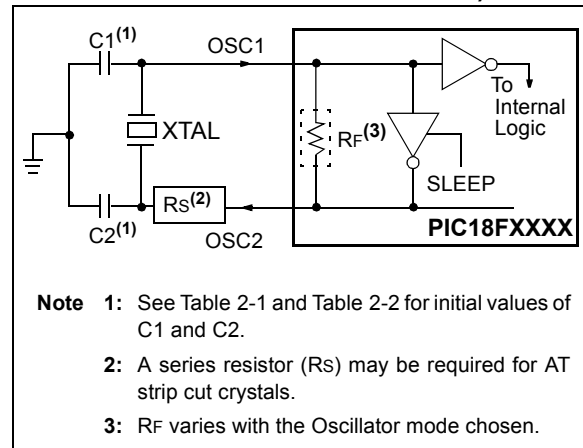 C1(1)
OSC1
To
Internal
Logic
XTAL
RF(3)
SLEEP
RS(2)
C2(1)
OSC2
PIC18FXXXX
Note 1: See Table 2-1 and Table 2-2 for initial values of
C1 and C2.
2: A series resistor (RS) may be required for AT
strip cut crystals.
3: RF varies with the Oscillator mode chosen.